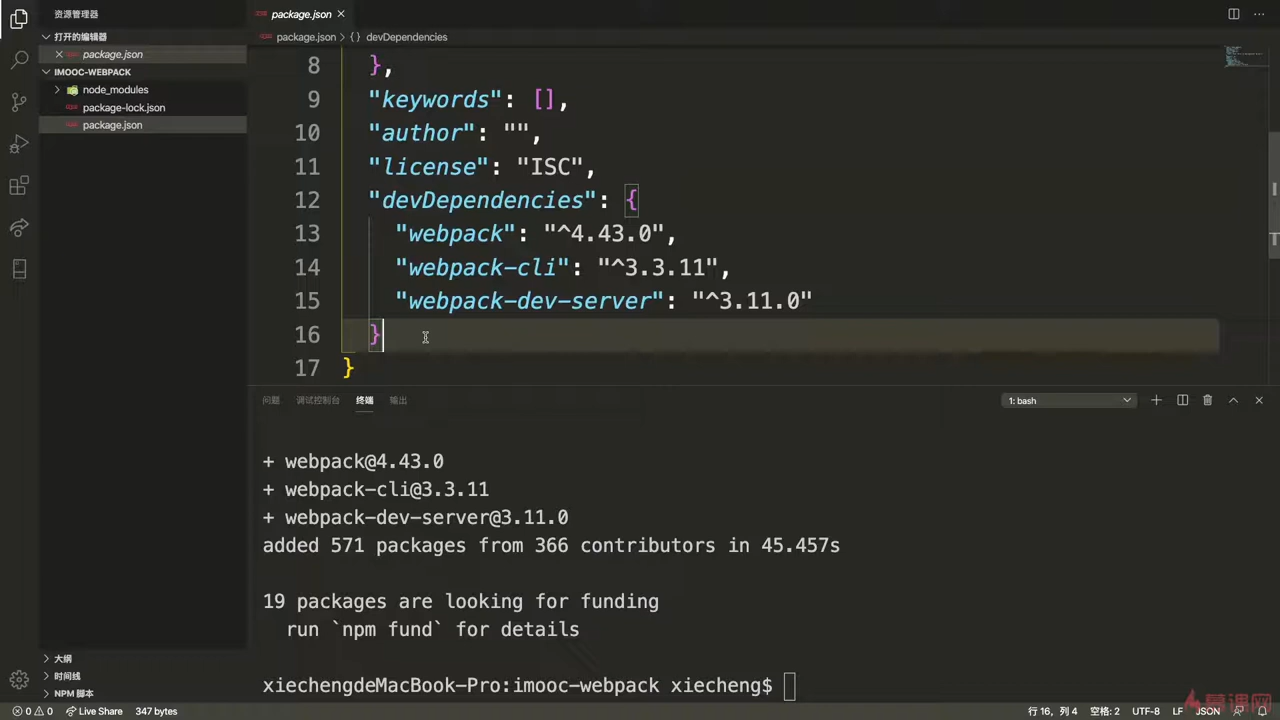 资源管理器
package.json
打开的编辑器
package.json
package.json
{} devDependencies
IMOOC-WEBPACK
node_modules
package-lock.json
package.json
8 },
9 "keywords": [],
10 "author": "",
11 "license": "ISC",
12 "devDependencies": {
13 "webpack": "^4.43.0",
14 "webpack-cli": "^3.3.11",
15 "webpack-dev-server": "^3.11.0"
16 }
17 }
问题 调试控制台 终端 输出
1: bash
+ webpack@4.43.0
+ webpack-cli@3.3.11
+ webpack-dev-server@3.11.0
added 571 packages from 366 contributors in 45.457s
19 packages are looking for funding
run `npm fund` for details
xiechengdeMacBook-Pro:imooc-webpack xiecheng$
大纲
时间线
NPM 脚本
0 0 Live Share 347 bytes
行 16, 列 4 空格: 2 UTF-8 LF JSON
慕课网